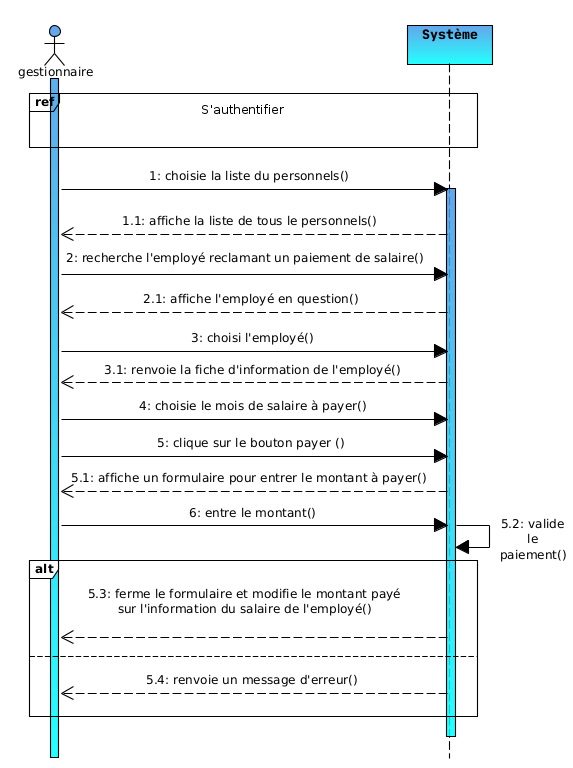 Système
gestionnaire
ref
S'authentifier
1: choisie la liste du personnels()
1.1: affiche la liste de tous le personnels()
2: recherche l'employé reclamant un paiement de salaire()
2.1: affiche l'employé en question()
3: choisi l'employé()
3.1: renvoie la fiche d'information de l'employé()
4: choisie le mois de salaire à payer()
5: clique sur le bouton payer ()
5.1: affiche un formulaire pour entrer le montant à payer()
6: entre le montant()
5.2: valide
le
paiement()
alt
5.3: ferme le formulaire et modifie le montant payé
sur l'information du salaire de l'employé()
5.4: renvoie un message d'erreur()